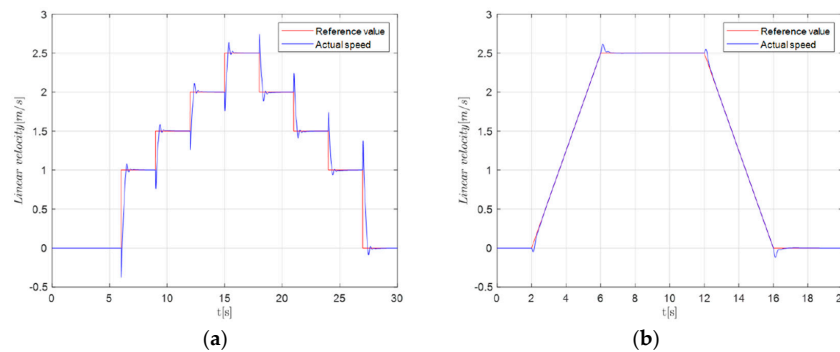 3
Reference value
Actual speed
2.5
2
1.5
1
0.5
0
-0.5
Linear velocity[m/s]
0 5 10 15 20 25 30
t[s]
(a)
3
Reference value
Actual speed
2.5
2
1.5
1
0.5
0
-0.5
Linear velocity[m/s]
0 2 4 6 8 10 12 14 16 18 20
t[s]
(b)